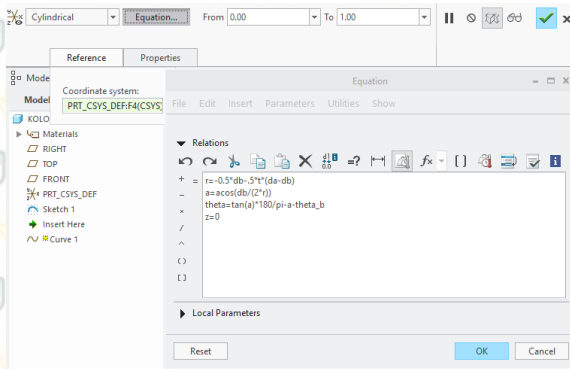 Cylindrical Equation... From 0.00 To 1.00
Reference Properties
Coordinate system:
PRT_CSYS_DEF:F4(CSYS)
Mode
Model
KOLO
Materials
RIGHT
TOP
FRONT
PRT_CSYS_DEF
Sketch 1
Insert Here
Curve 1
Equation
File Edit Insert Parameters Utilities Show
Relations
r=-0.5*db-.5*t*(da-db)
a=acos(db/(2*r))
theta=tan(a)*180/pi-a-theta_b
z=0
+ =
-
×
/
^
()
[]
Local Parameters
Reset OK Cancel